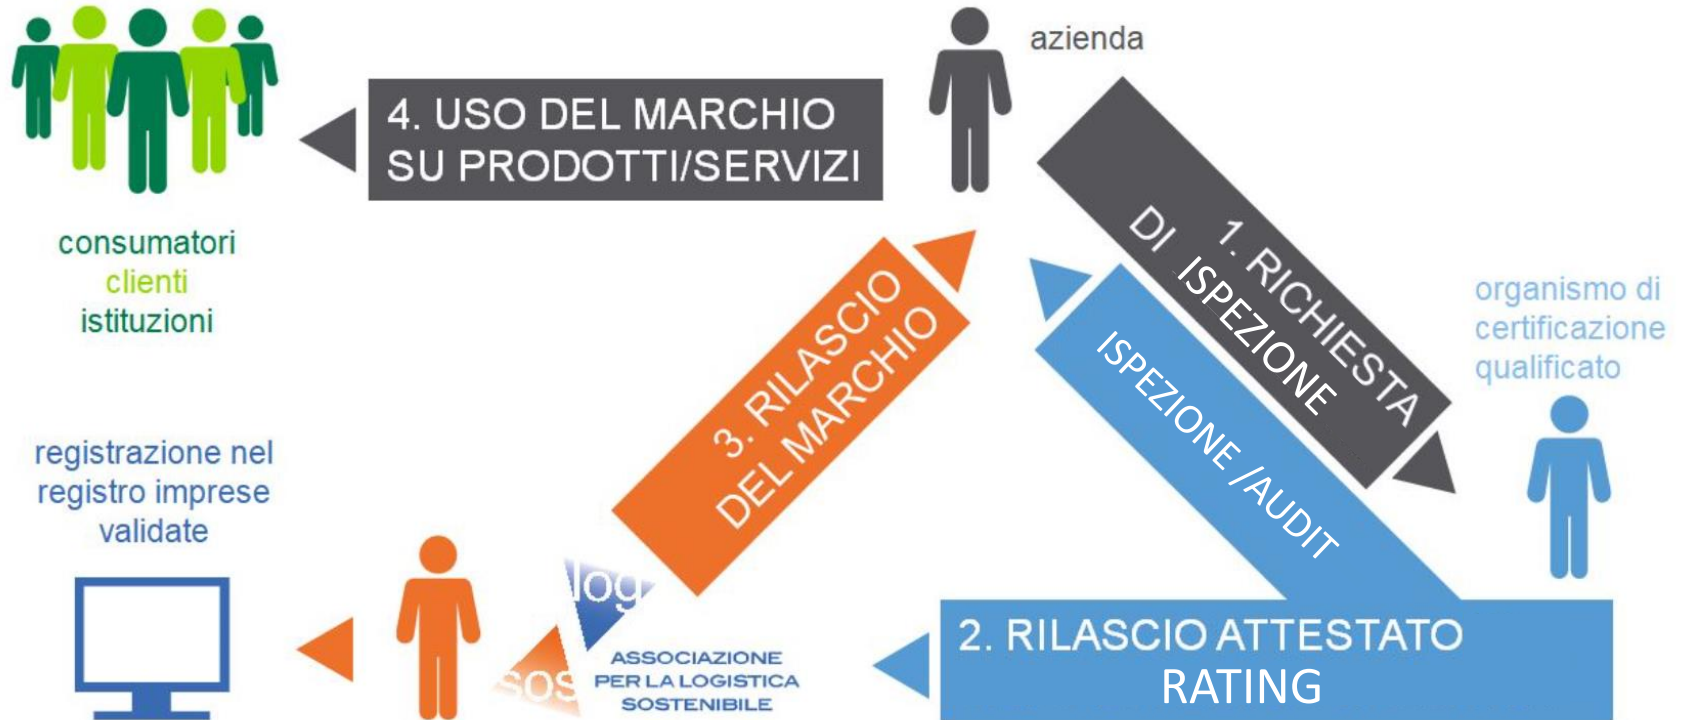 azienda
4. USO DEL MARCHIO
SU PRODOTTI/SERVIZI
consumatori
clienti
istituzioni
1. RICHIESTA
DI ISPEZIONE
organismo di
certificazione
qualificato
ISPEZIONE /AUDIT
3. RILASCIO
DEL MARCHIO
registrazione nel
registro imprese
validate
log
sos
ASSOCIAZIONE
PER LA LOGISTICA
SOSTENIBILE
2. RILASCIO ATTESTATO
RATING